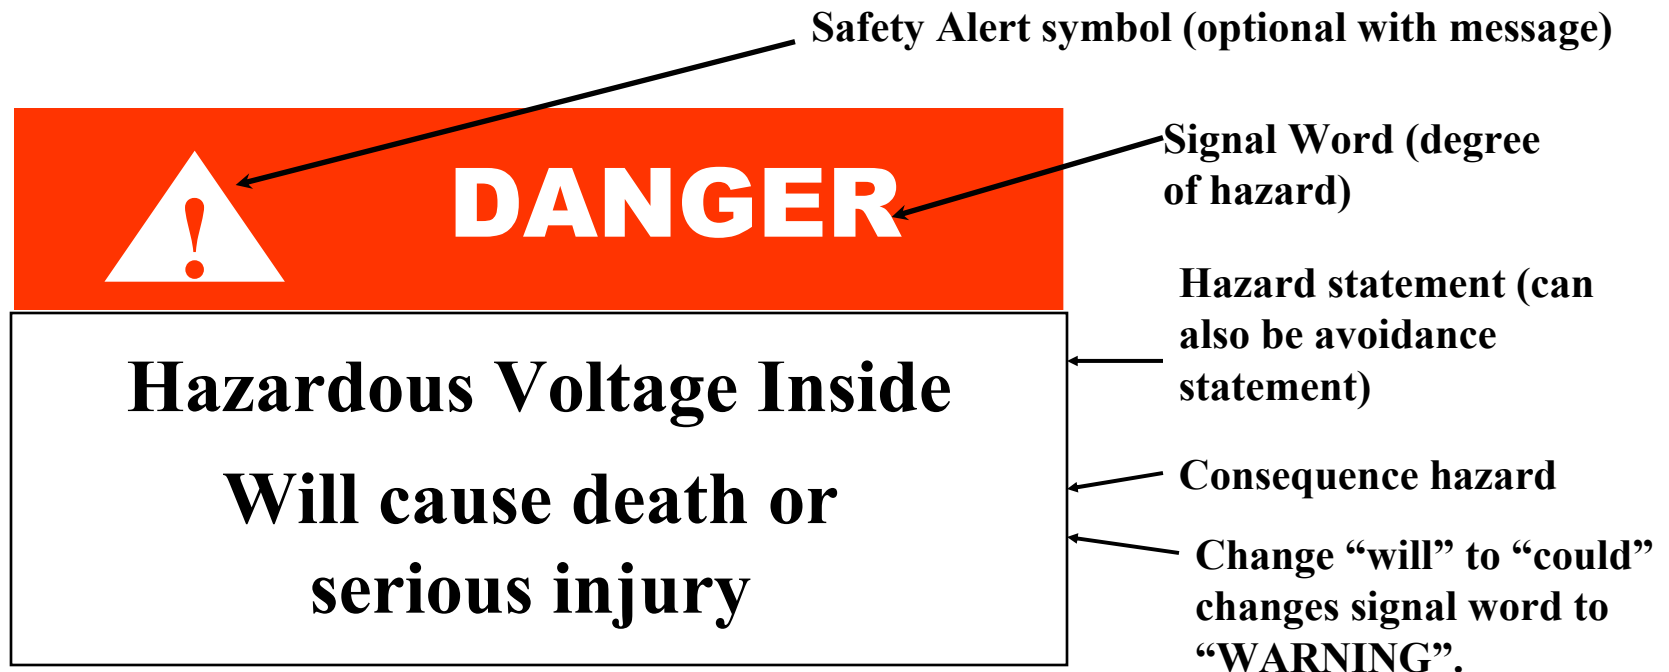 Safety Alert symbol (optional with message)
!
DANGER
Signal Word (degree
of hazard)
Hazard statement (can
also be avoidance
statement)
Hazardous Voltage Inside
Will cause death or
serious injury
Consequence hazard
Change “will” to “could”
changes signal word to
“WARNING”.